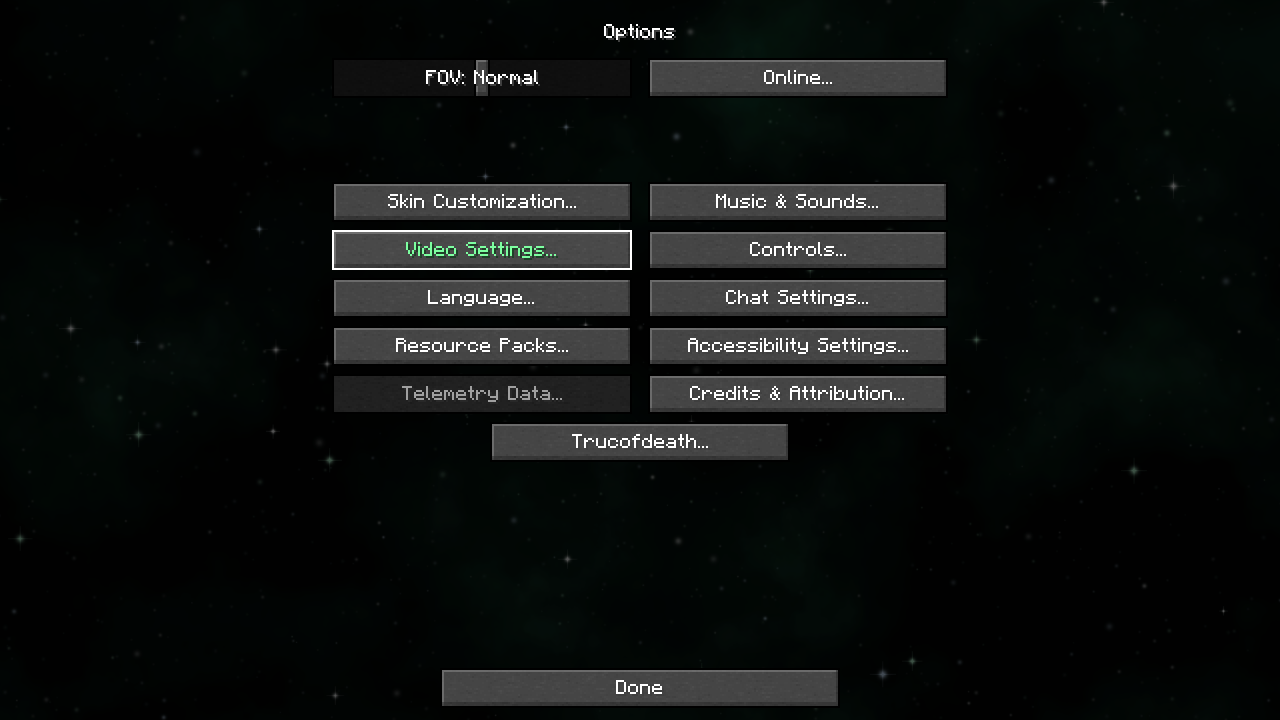 Options
FOV: Normal
Online...
Skin Customization...
Music & Sounds...
Video Settings...
Controls...
Language...
Chat Settings...
Resource Packs...
Accessibility Settings...
Telemetry Data...
Credits & Attribution...
Trucofdeath...
Done